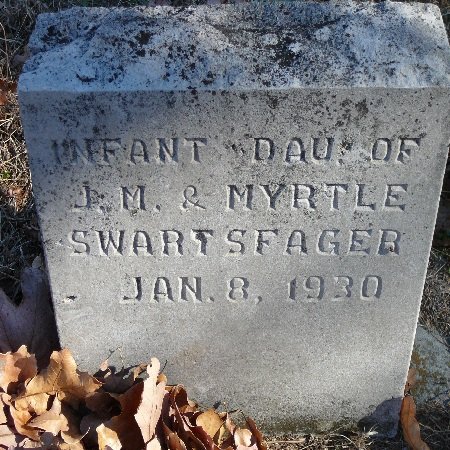 INFANT DAU. OF
J. M. & MYRTLE
SWARTSFAGER
JAN. 8, 1930